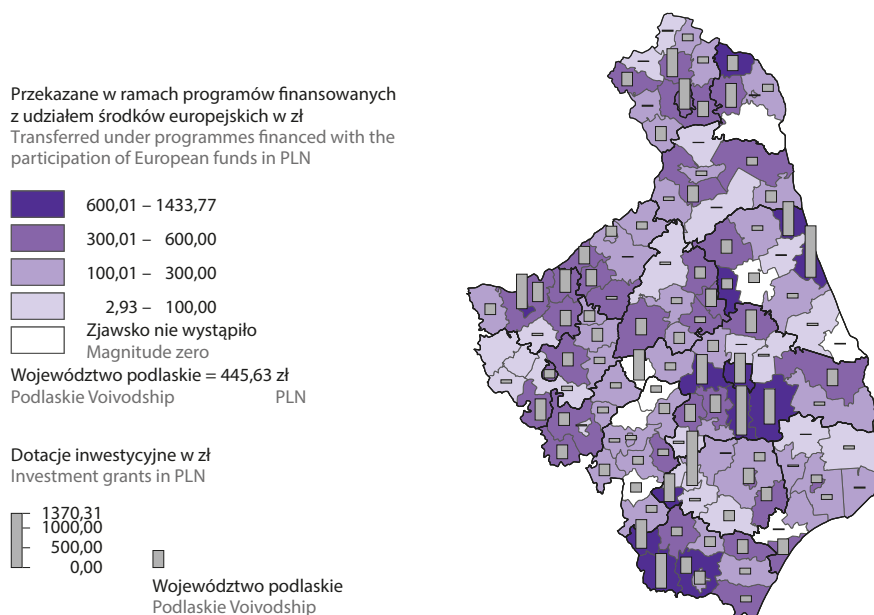 Przekazane w ramach programów finansowanych
z udziałem środków europejskich w zł
Transferred under programmes financed with the
participation of European funds in PLN
600,01 – 1433,77
300,01 – 600,00
100,01 – 300,00
2,93 – 100,00
Zjawsko nie wystąpiło
Magnitude zero
Województwo podlaskie = 445,63 zł
Podlaskie Voivodship PLN
Dotacje inwestycyjne w zł
Investment grants in PLN
1370,31
1000,00
500,00
0,00
Województwo podlaskie
Podlaskie Voivodship